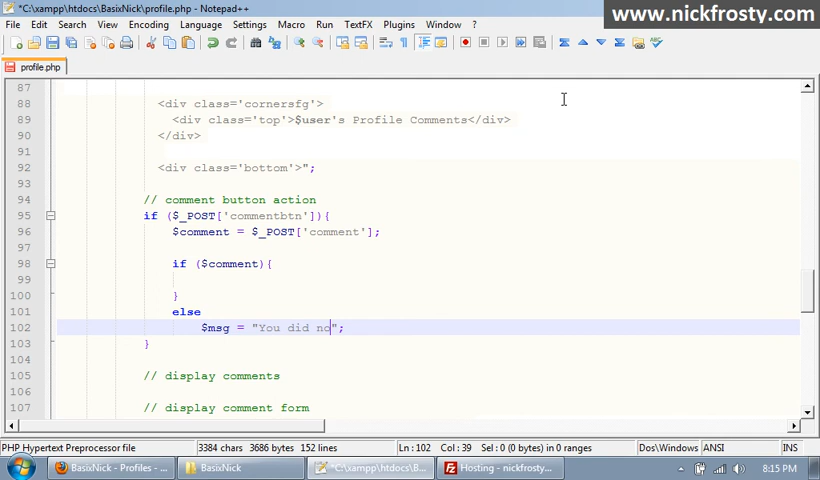 *C:\xampp\htdocs\BasixNick\profile.php - Notepad++
www.nickfrosty.com
File Edit Search View Encoding Language Settings Macro Run TextFX Plugins Window ?
profile.php
87
88 <div class='cornersfg'>
89 <div class='top'>$user's Profile Comments</div>
90 </div>
91
92 <div class='bottom'>";
93
94 // comment button action
95 if ($_POST['commentbtn']){
96 $comment = $_POST['comment'];
97
98 if ($comment){
99
100 }
101 else
102 $msg = "You did no";
103 }
104
105 // display comments
106
107 // display comment form
PHP Hypertext Preprocessor file 3384 chars 3686 bytes 152 lines Ln : 102 Col : 39 Sel : 0 (0 bytes) in 0 ranges Dos\Windows ANSI INS
BasixNick - Profiles - ... BasixNick *C:\xampp\htdocs\B... Hosting - nickfrosty... 8:15 PM